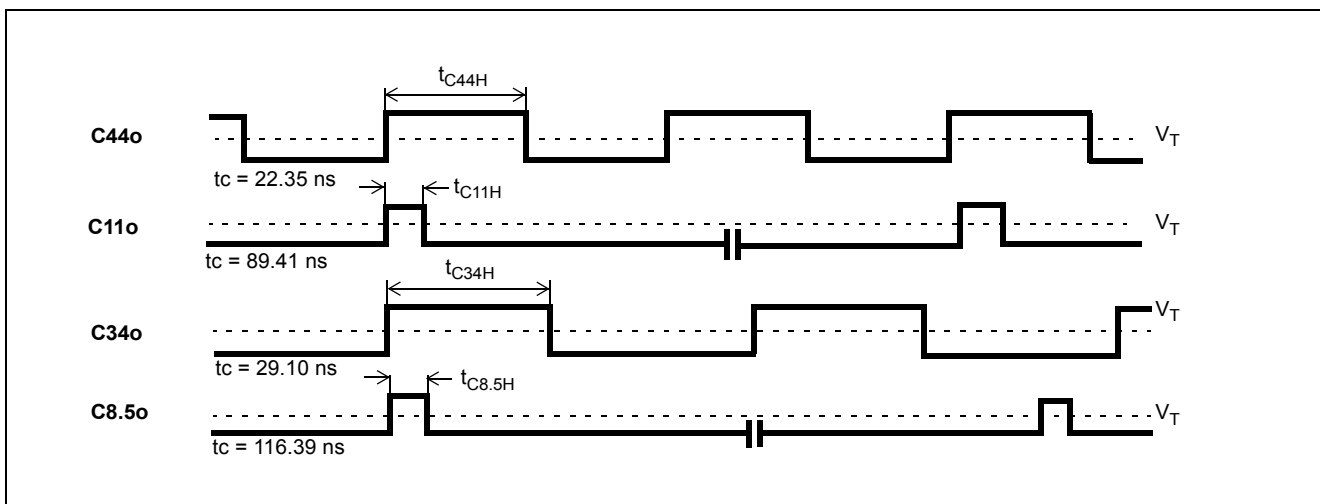 tC44H
C44o
VT
tc = 22.35 ns
tC11H
C11o
VT
tc = 89.41 ns
tC34H
VT
C34o
tc = 29.10 ns
tC8.5H
C8.5o
VT
tc = 116.39 ns